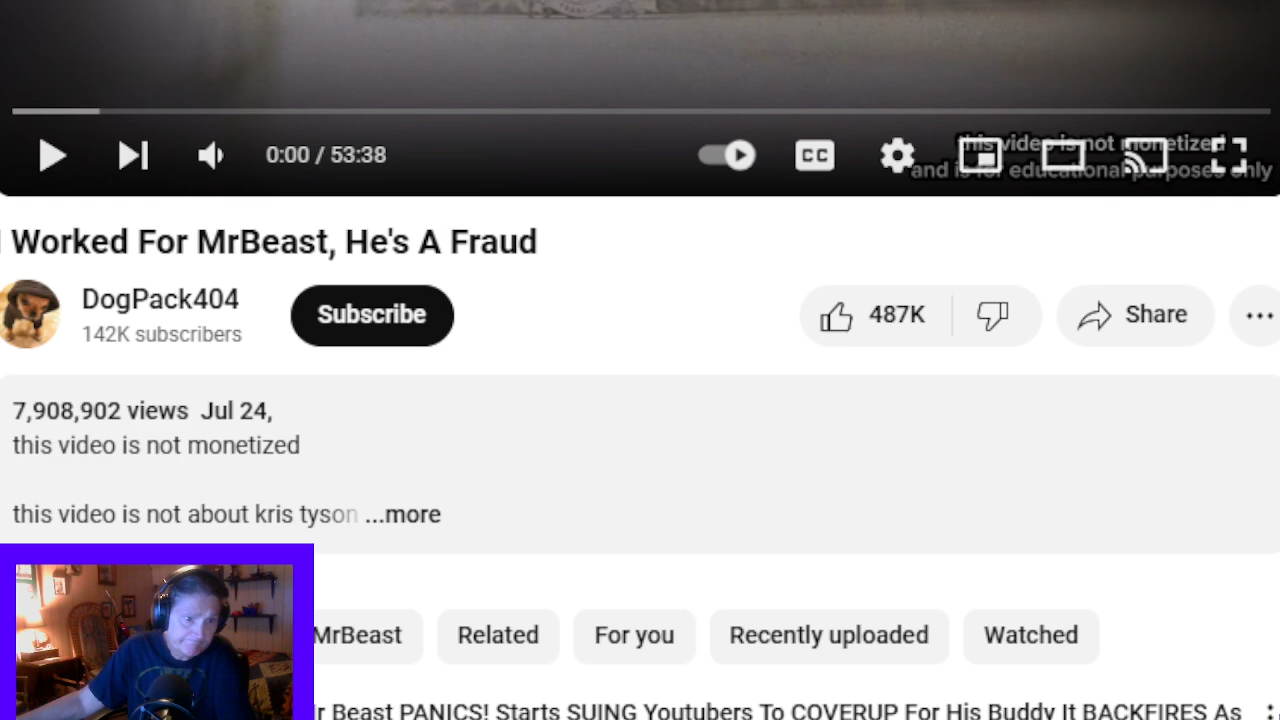 this video is not monetized
0:00 / 53:38
CC
and is for educational purposes only
Worked For MrBeast, He's A Fraud
DogPack404
142K subscribers
Subscribe
487K
Share
7,908,902 views Jul 24,
this video is not monetized
this video is not about kris tyson ...more
MrBeast
Related
For you
Recently uploaded
Watched
r Beast PANICS! Starts SUING Youtubers To COVERUP For His Buddy It BACKFIRES As